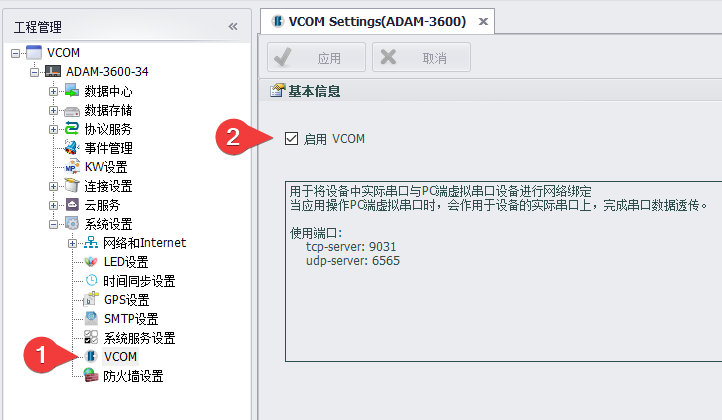 工程管理
VCOM
ADAM-3600-34
数据中心
数据存储
协议服务
事件管理
KW设置
连接设置
云服务
系统设置
网络和Internet
LED设置
时间同步设置
GPS设置
SMTP设置
系统服务设置
1
VCOM
防火墙设置
VCOM Settings(ADAM-3600)
应用
取消
基本信息
2
启用 VCOM
用于将设备中实际串口与PC端虚拟串口设备进行网络绑定
当应用操作PC端虚拟串口时，会作用于设备的实际串口上，完成串口数据透传。
使用端口:
tcp-server: 9031
udp-server: 6565